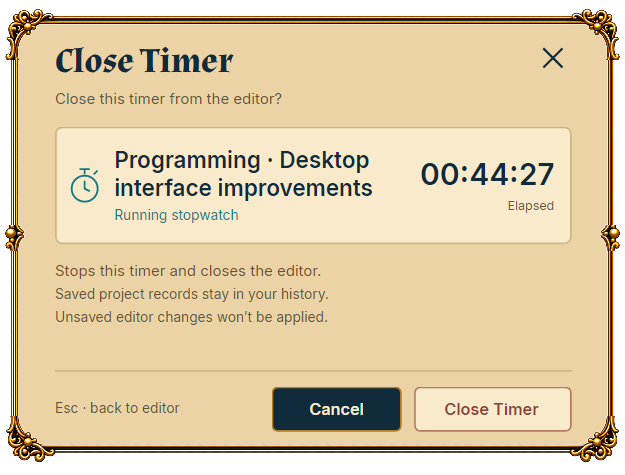 Close Timer
Close this timer from the editor?
Programming · Desktop
interface improvements
Running stopwatch
00:44:27
Elapsed
Stops this timer and closes the editor.
Saved project records stay in your history.
Unsaved editor changes won’t be applied.
Esc · back to editor
Cancel
Close Timer